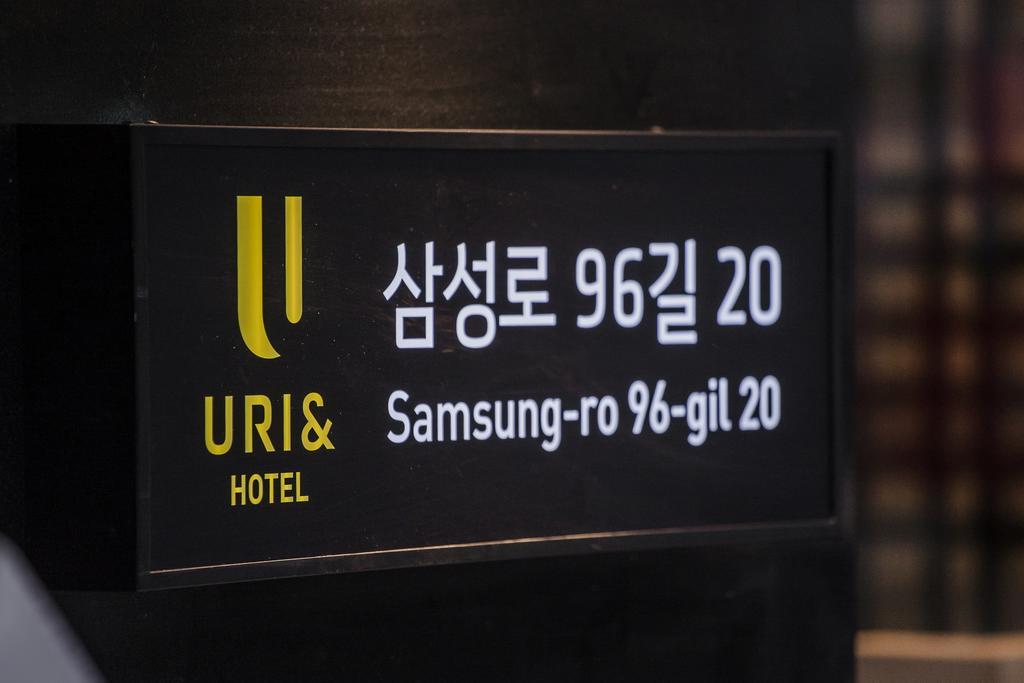 URI&
HOTEL
삼성로 96길 20
Samsung-ro 96-gil 20